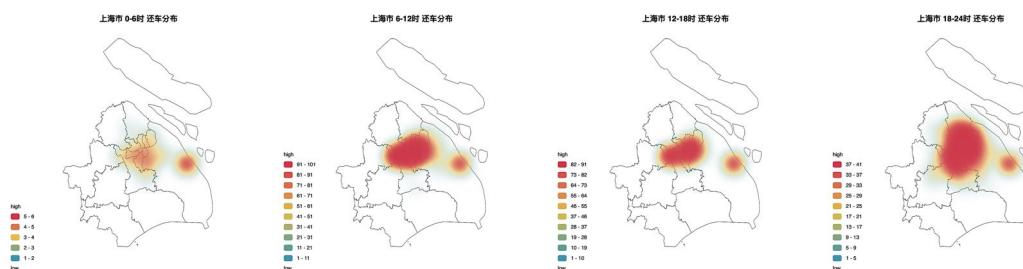 上海市 0-6时 还车分布
high
5 - 6
4 - 5
3 - 4
2 - 3
1 - 2
low
上海市 6-12时 还车分布
high
91 - 101
81 - 91
71 - 81
61 - 71
51 - 61
41 - 51
31 - 41
21 - 31
11 - 21
1 - 11
low
上海市 12-18时 还车分布
high
82 - 91
73 - 82
64 - 73
55 - 64
46 - 55
37 - 46
28 - 37
19 - 28
10 - 19
1 - 10
low
上海市 18-24时 还车分布
high
37 - 41
33 - 37
29 - 33
25 - 29
21 - 25
17 - 21
13 - 17
9 - 13
5 - 9
1 - 5
low